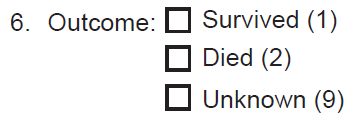 6. Outcome: ☐ Survived (1)
☐ Died (2)
☐ Unknown (9)